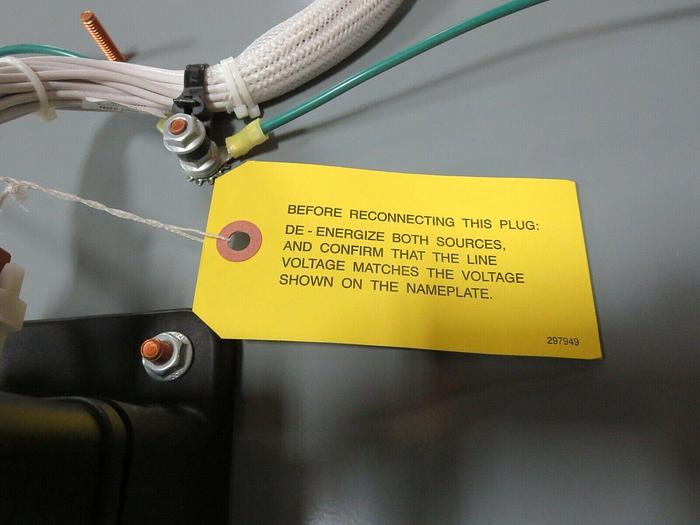 BEFORE RECONNECTING THIS PLUG:
DE - ENERGIZE BOTH SOURCES,
AND CONFIRM THAT THE LINE
VOLTAGE MATCHES THE VOLTAGE
SHOWN ON THE NAMEPLATE.
297949